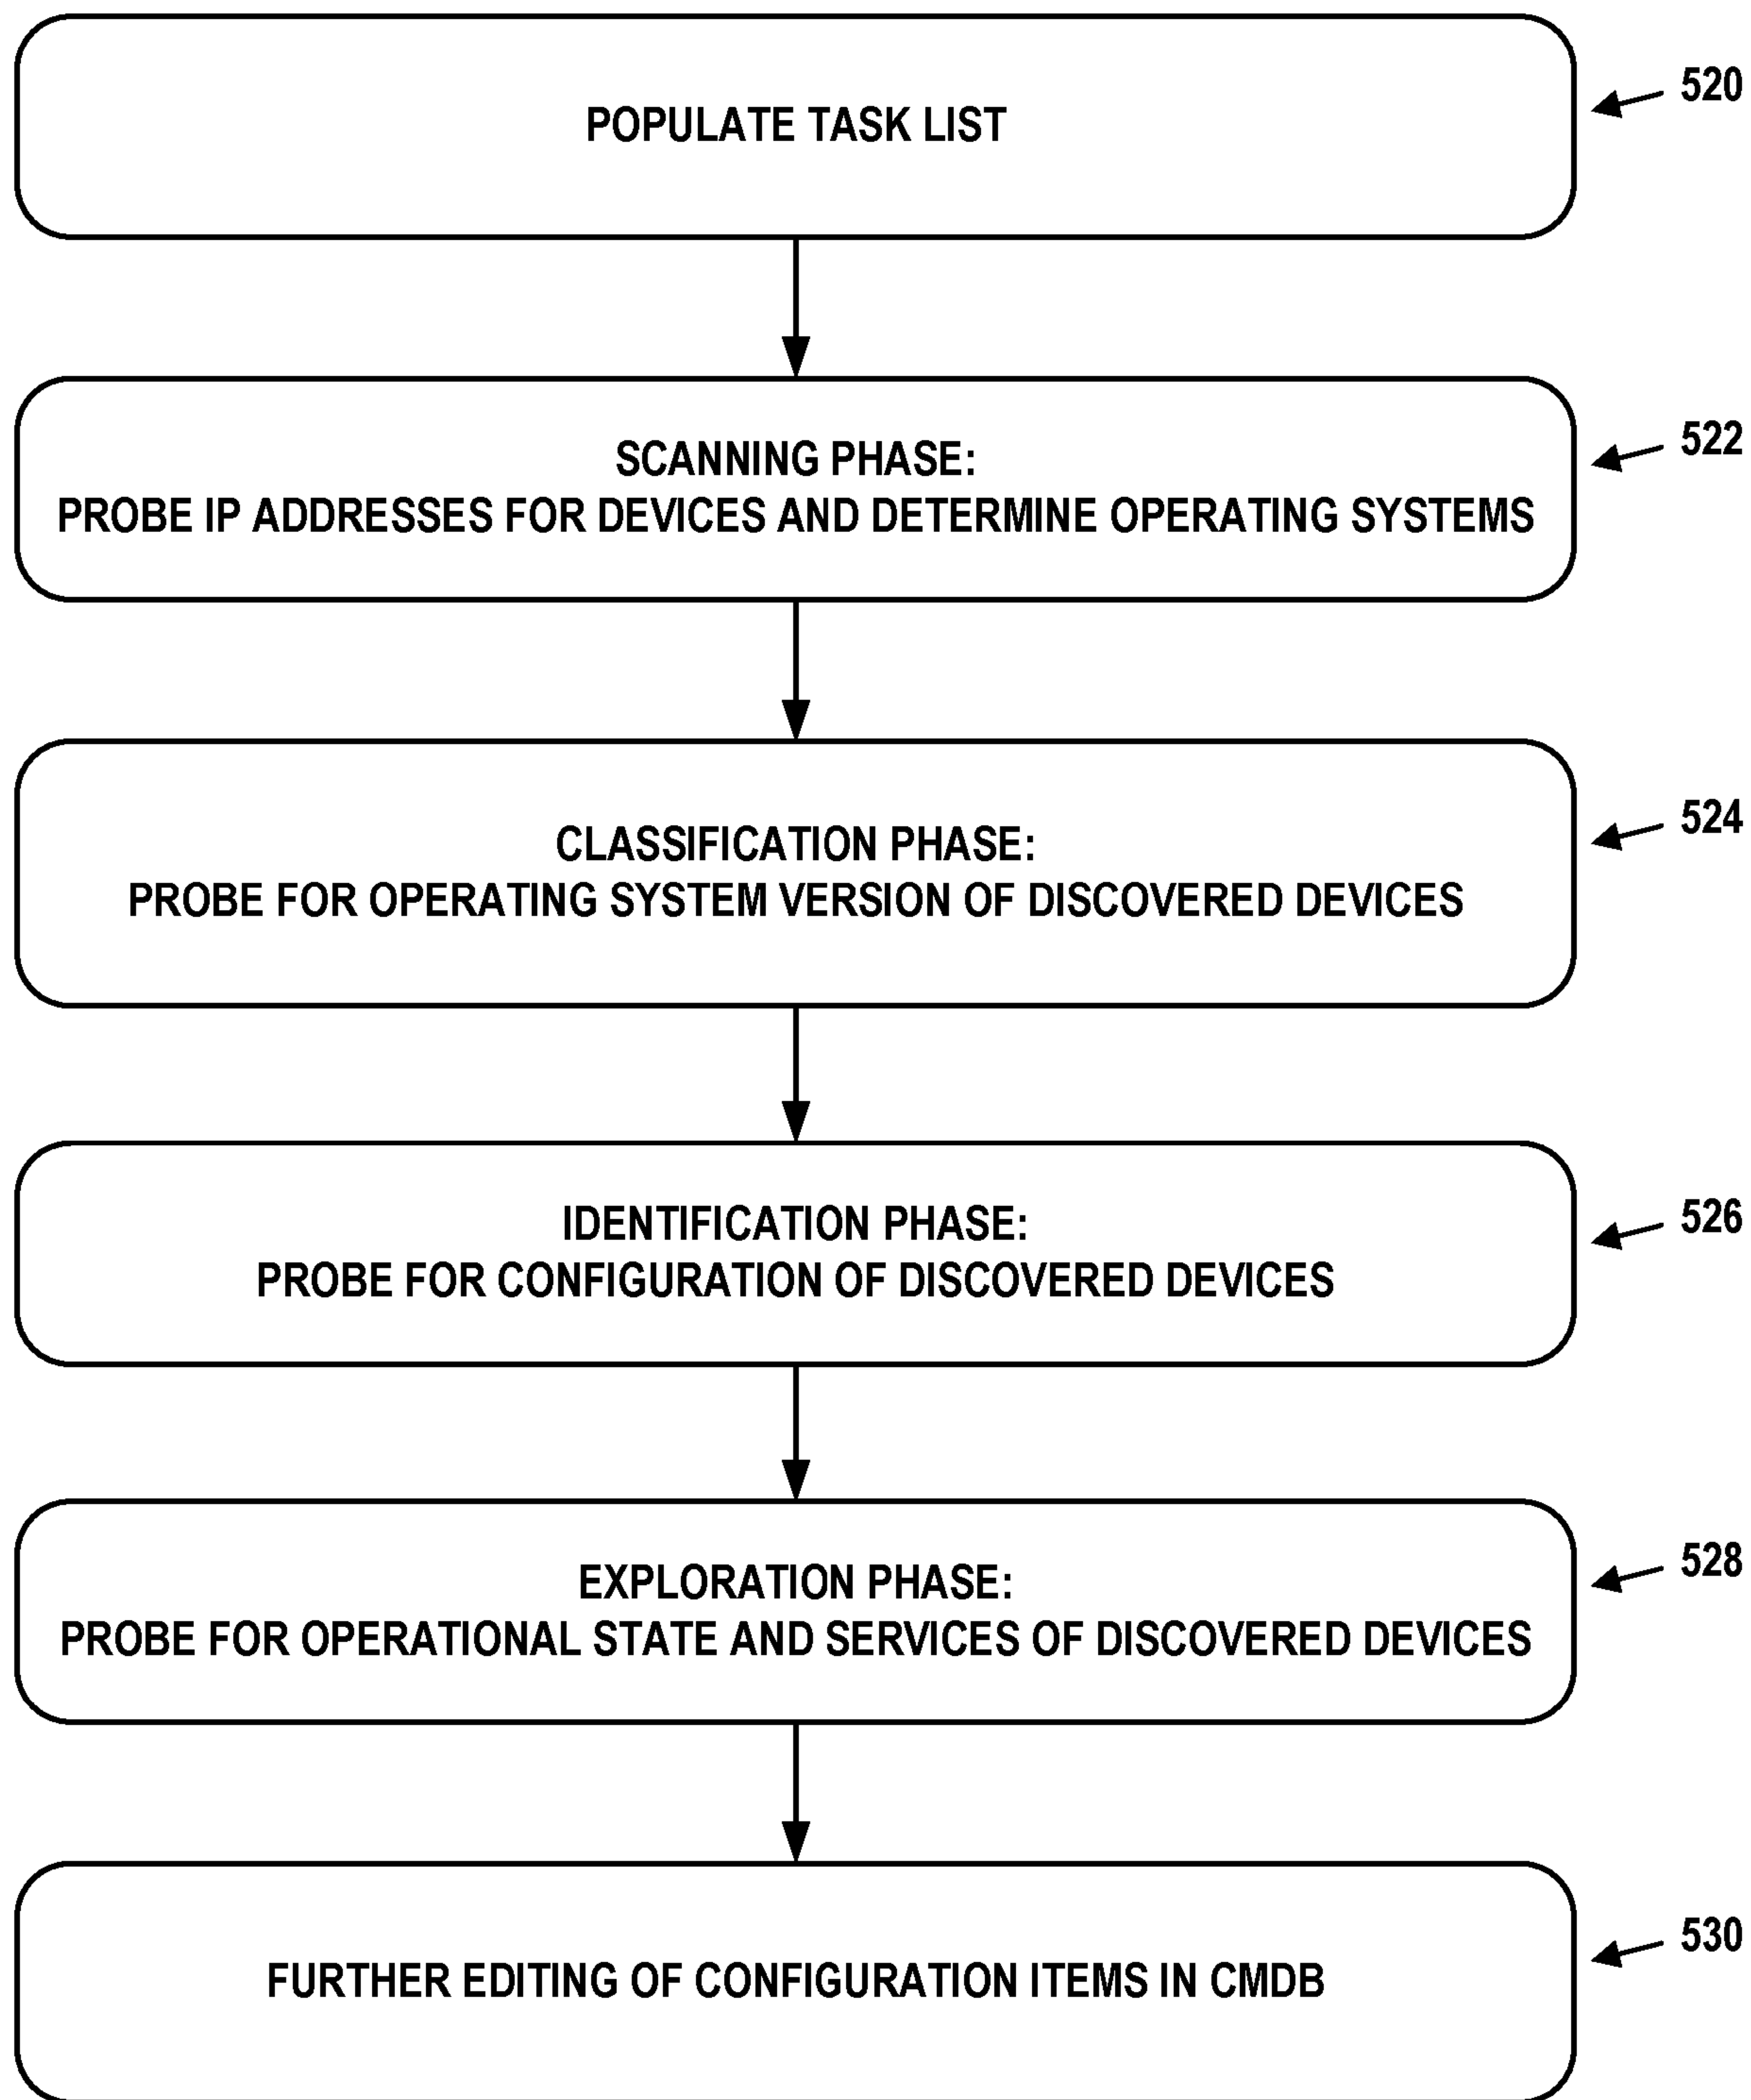 POPULATE TASK LIST
520
SCANNING PHASE:
PROBE IP ADDRESSES FOR DEVICES AND DETERMINE OPERATING SYSTEMS
522
CLASSIFICATION PHASE:
PROBE FOR OPERATING SYSTEM VERSION OF DISCOVERED DEVICES
524
IDENTIFICATION PHASE:
PROBE FOR CONFIGURATION OF DISCOVERED DEVICES
526
EXPLORATION PHASE:
PROBE FOR OPERATIONAL STATE AND SERVICES OF DISCOVERED DEVICES
528
FURTHER EDITING OF CONFIGURATION ITEMS IN CMDB
530